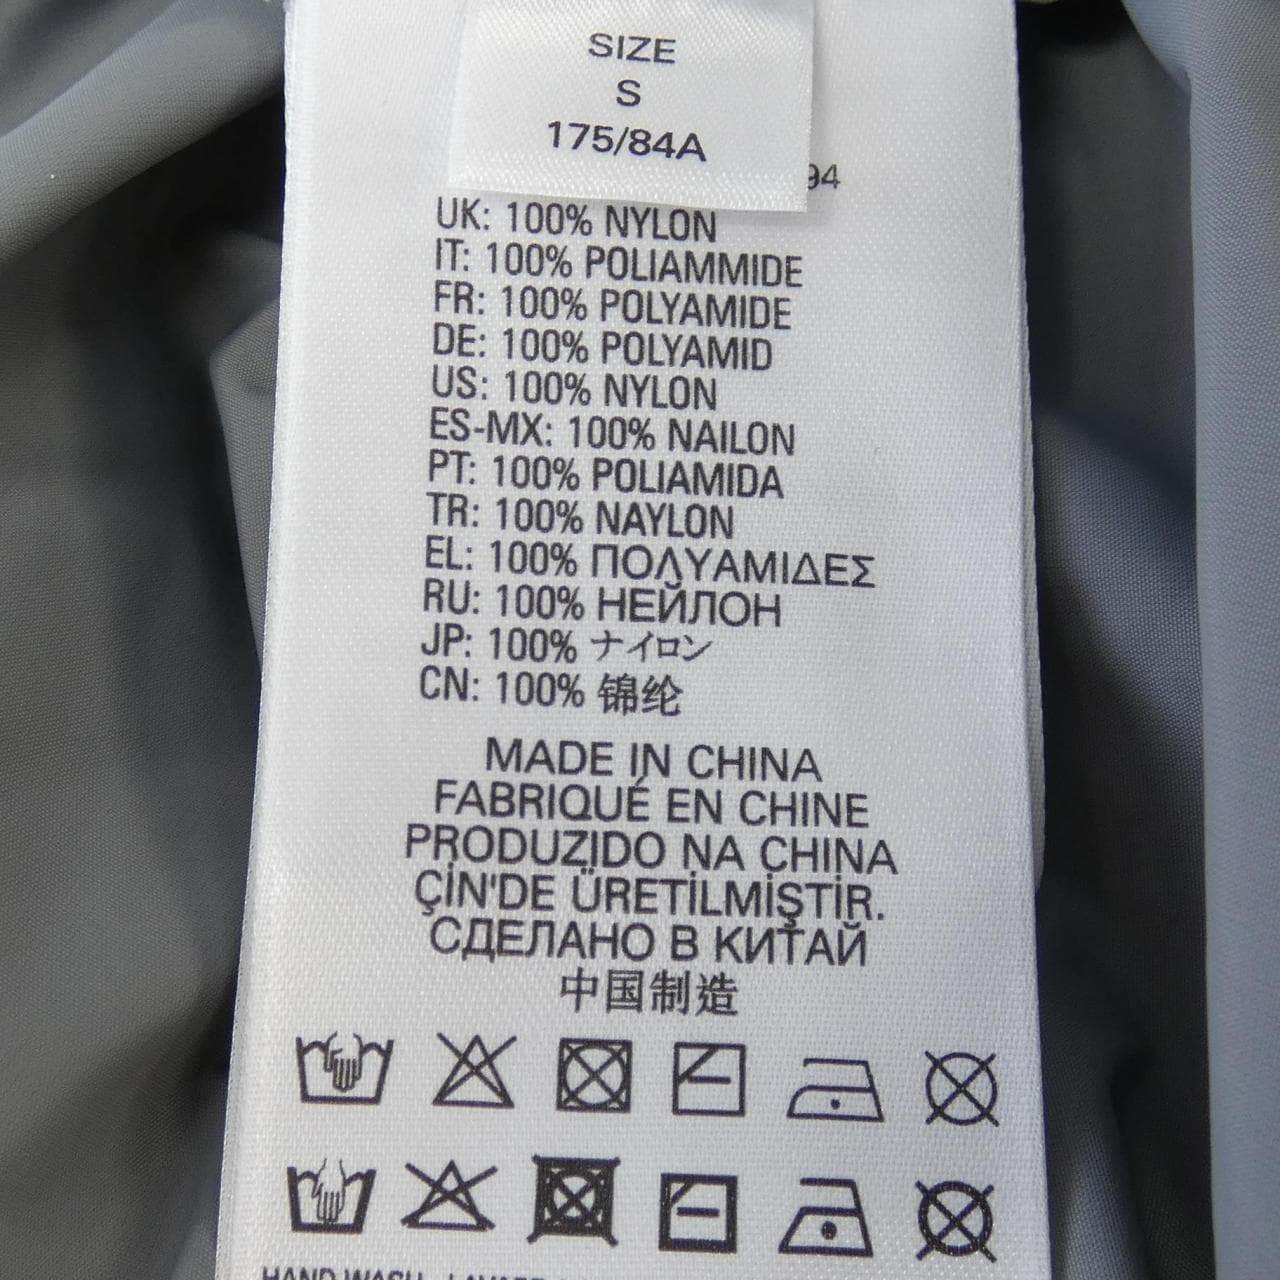 SIZE
S
175/84A
94
UK: 100% NYLON
IT: 100% POLIAMMIDE
FR: 100% POLYAMIDE
DE: 100% POLYAMID
US: 100% NYLON
ES-MX: 100% NAILON
PT: 100% POLIAMIDA
TR: 100% NAYLON
EL: 100% ΠΟΛΥΑΜΙΔΕΣ
RU: 100% НЕЙЛОН
JP: 100% ナイロン
CN: 100% 锦纶
MADE IN CHINA
FABRIQUÉ EN CHINE
PRODUZIDO NA CHINA
ÇİN'DE ÜRETİLMİŞTİR.
СДЕЛАНО В КИТАЙ
中国制造
HAND WASH